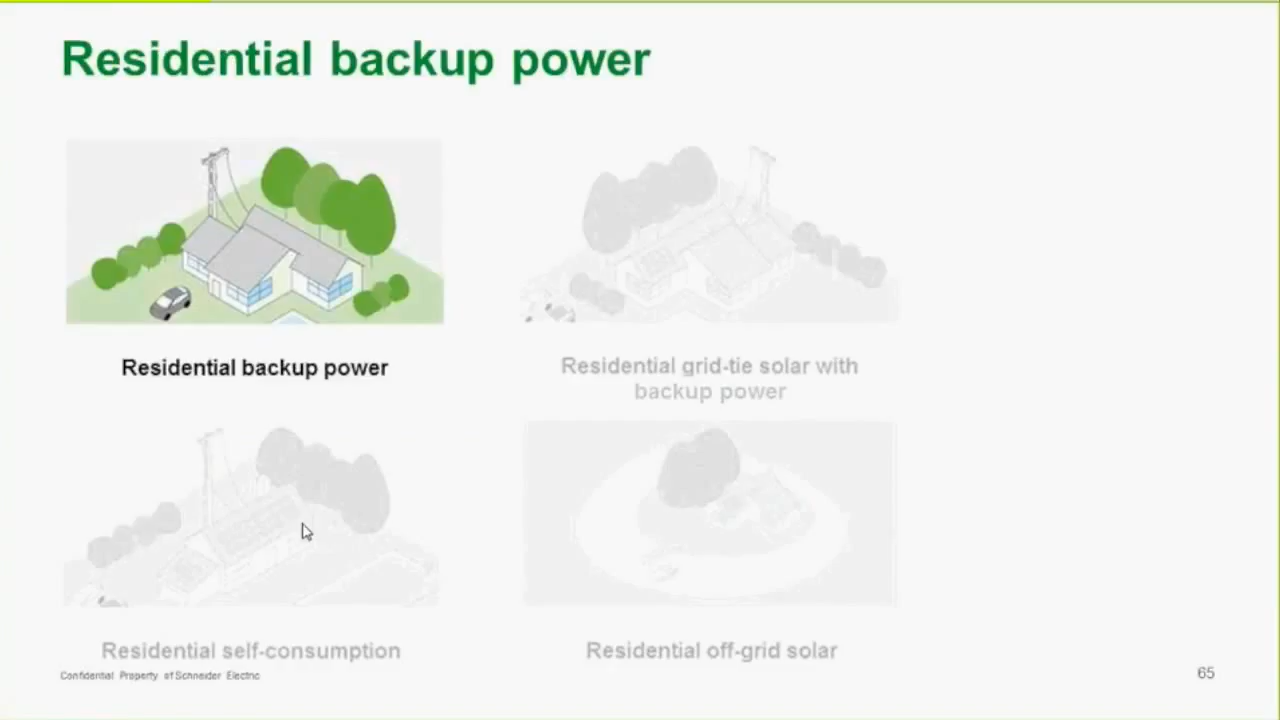 Residential backup power
Residential backup power
Residential grid-tie solar with
backup power
Residential self-consumption
Residential off-grid solar
Confidential Property of Schneider Electric
65